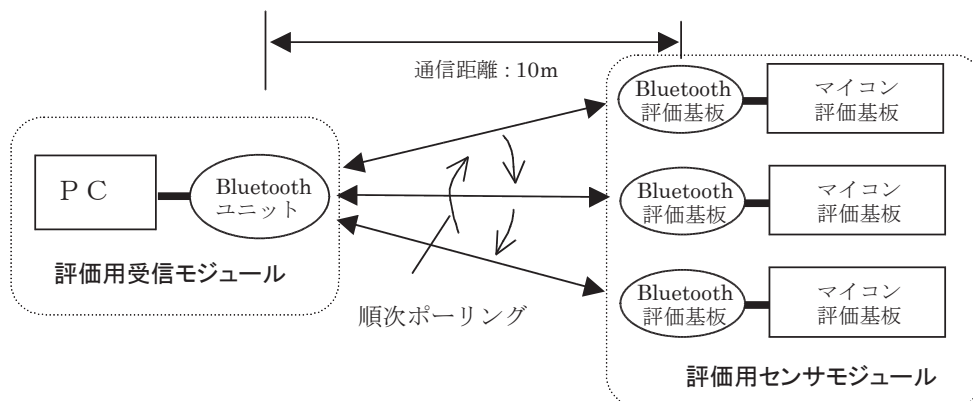 通信距離：10m
Bluetooth
評価基板
マイコン
評価基板
ＰＣ
Bluetooth
ユニット
Bluetooth
評価基板
マイコン
評価基板
評価用受信モジュール
順次ポーリング
Bluetooth
評価基板
マイコン
評価基板
評価用センサモジュール